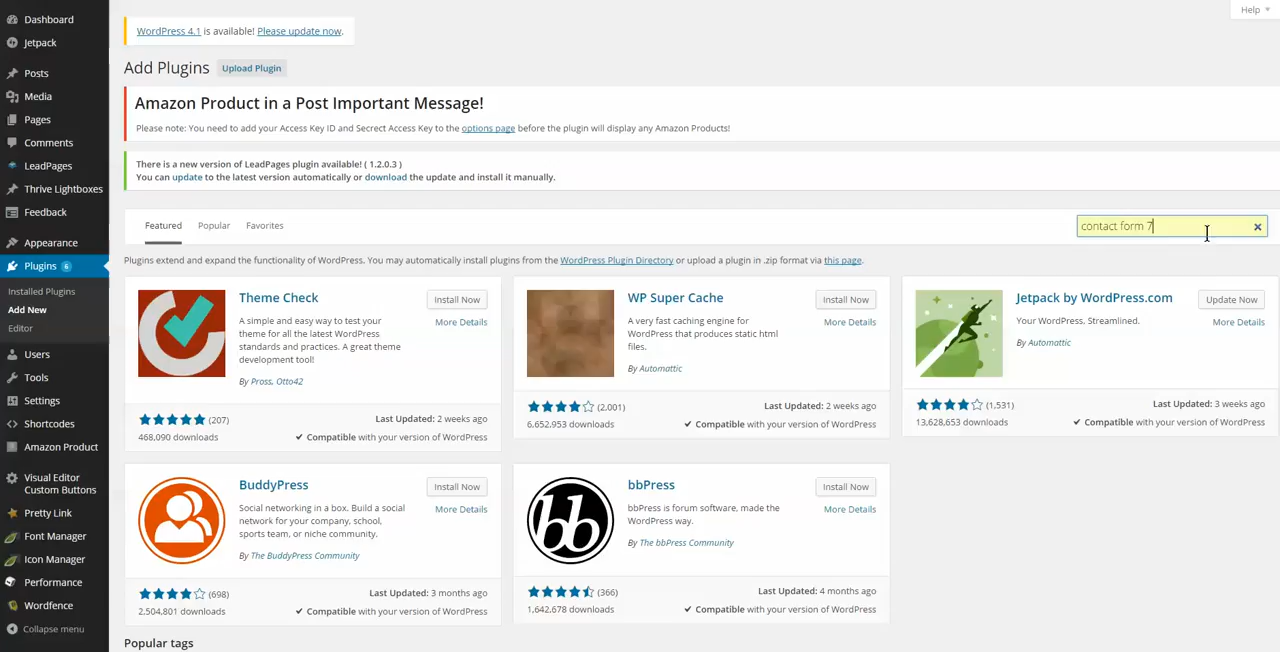 Dashboard
Jetpack
Posts
Media
Pages
Comments
LeadPages
Thrive Lightboxes
Feedback
Appearance
Plugins 6
Installed Plugins
Add New
Editor
Users
Tools
Settings
Shortcodes
Amazon Product
Visual Editor
Custom Buttons
Pretty Link
Font Manager
Icon Manager
Performance
Wordfence
Collapse menu
Help
WordPress 4.1 is available! Please update now.
Add Plugins Upload Plugin
Amazon Product in a Post Important Message!
Please note: You need to add your Access Key ID and Secrect Access Key to the options page before the plugin will display any Amazon Products!
There is a new version of LeadPages plugin available! ( 1.2.0.3 )
You can update to the latest version automatically or download the update and install it manually.
Featured Popular Favorites
contact form 7
Plugins extend and expand the functionality of WordPress. You may automatically install plugins from the WordPress Plugin Directory or upload a plugin in .zip format via this page.
Theme Check
Install Now
More Details
A simple and easy way to test your
theme for all the latest WordPress
standards and practices. A great theme
development tool!
By Pross, Otto42
(207)
468,090 downloads
Last Updated: 2 weeks ago
Compatible with your version of WordPress
WP Super Cache
Install Now
More Details
A very fast caching engine for
WordPress that produces static html
files.
By Automattic
(2,001)
6,652,953 downloads
Last Updated: 2 weeks ago
Compatible with your version of WordPress
Jetpack by WordPress.com
Update Now
More Details
Your WordPress, Streamlined.
By Automattic
(1,531)
13,628,653 downloads
Last Updated: 3 weeks ago
Compatible with your version of WordPress
BuddyPress
Install Now
More Details
Social networking in a box. Build a social
network for your company, school,
sports team, or niche community.
By The BuddyPress Community
(698)
2,504,801 downloads
Last Updated: 3 months ago
Compatible with your version of WordPress
bb
bbPress
Install Now
More Details
bbPress is forum software, made the
WordPress way.
By The bbPress Community
(366)
1,642,678 downloads
Last Updated: 4 months ago
Compatible with your version of WordPress
Popular tags